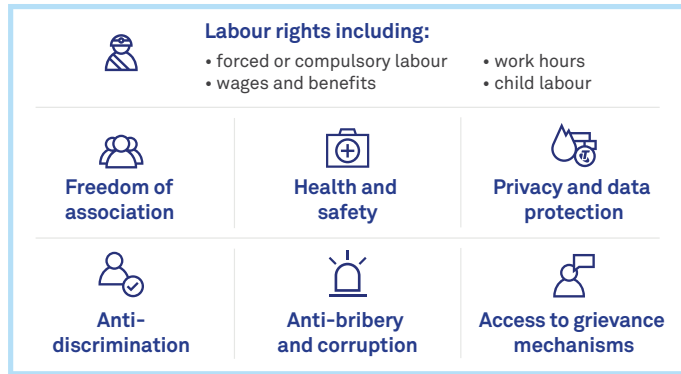 Labour rights including:
• forced or compulsory labour • work hours
• wages and benefits • child labour
Freedom of
association
Health and
safety
Privacy and data
protection
Anti-
discrimination
Anti-bribery
and corruption
Access to grievance
mechanisms